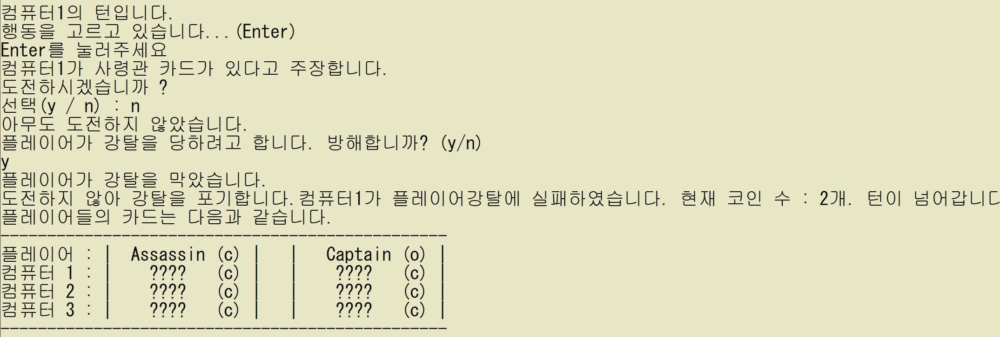 컴퓨터1의 턴입니다.
행동을 고르고 있습니다...(Enter)
Enter를 눌러주세요
컴퓨터1가 사령관 카드가 있다고 주장합니다.
도전하시겠습니까 ?
선택(y / n) : n
아무도 도전하지 않았습니다.
플레이어가 강탈을 당하려고 합니다. 방해합니까? (y/n)
y
플레이어가 강탈을 막았습니다.
도전하지 않아 강탈을 포기합니다.컴퓨터1가 플레이어강탈에 실패하였습니다. 현재 코인 수 : 2개. 턴이 넘어갑니다
플레이어들의 카드는 다음과 같습니다.
------------------------------------------------
플레이어 : |  Assassin (c) |   |   Captain (o) |
컴퓨터 1 : |    ????   (c) |   |    ????   (c) |
컴퓨터 2 : |    ????   (c) |   |    ????   (c) |
컴퓨터 3 : |    ????   (c) |   |    ????   (c) |
------------------------------------------------